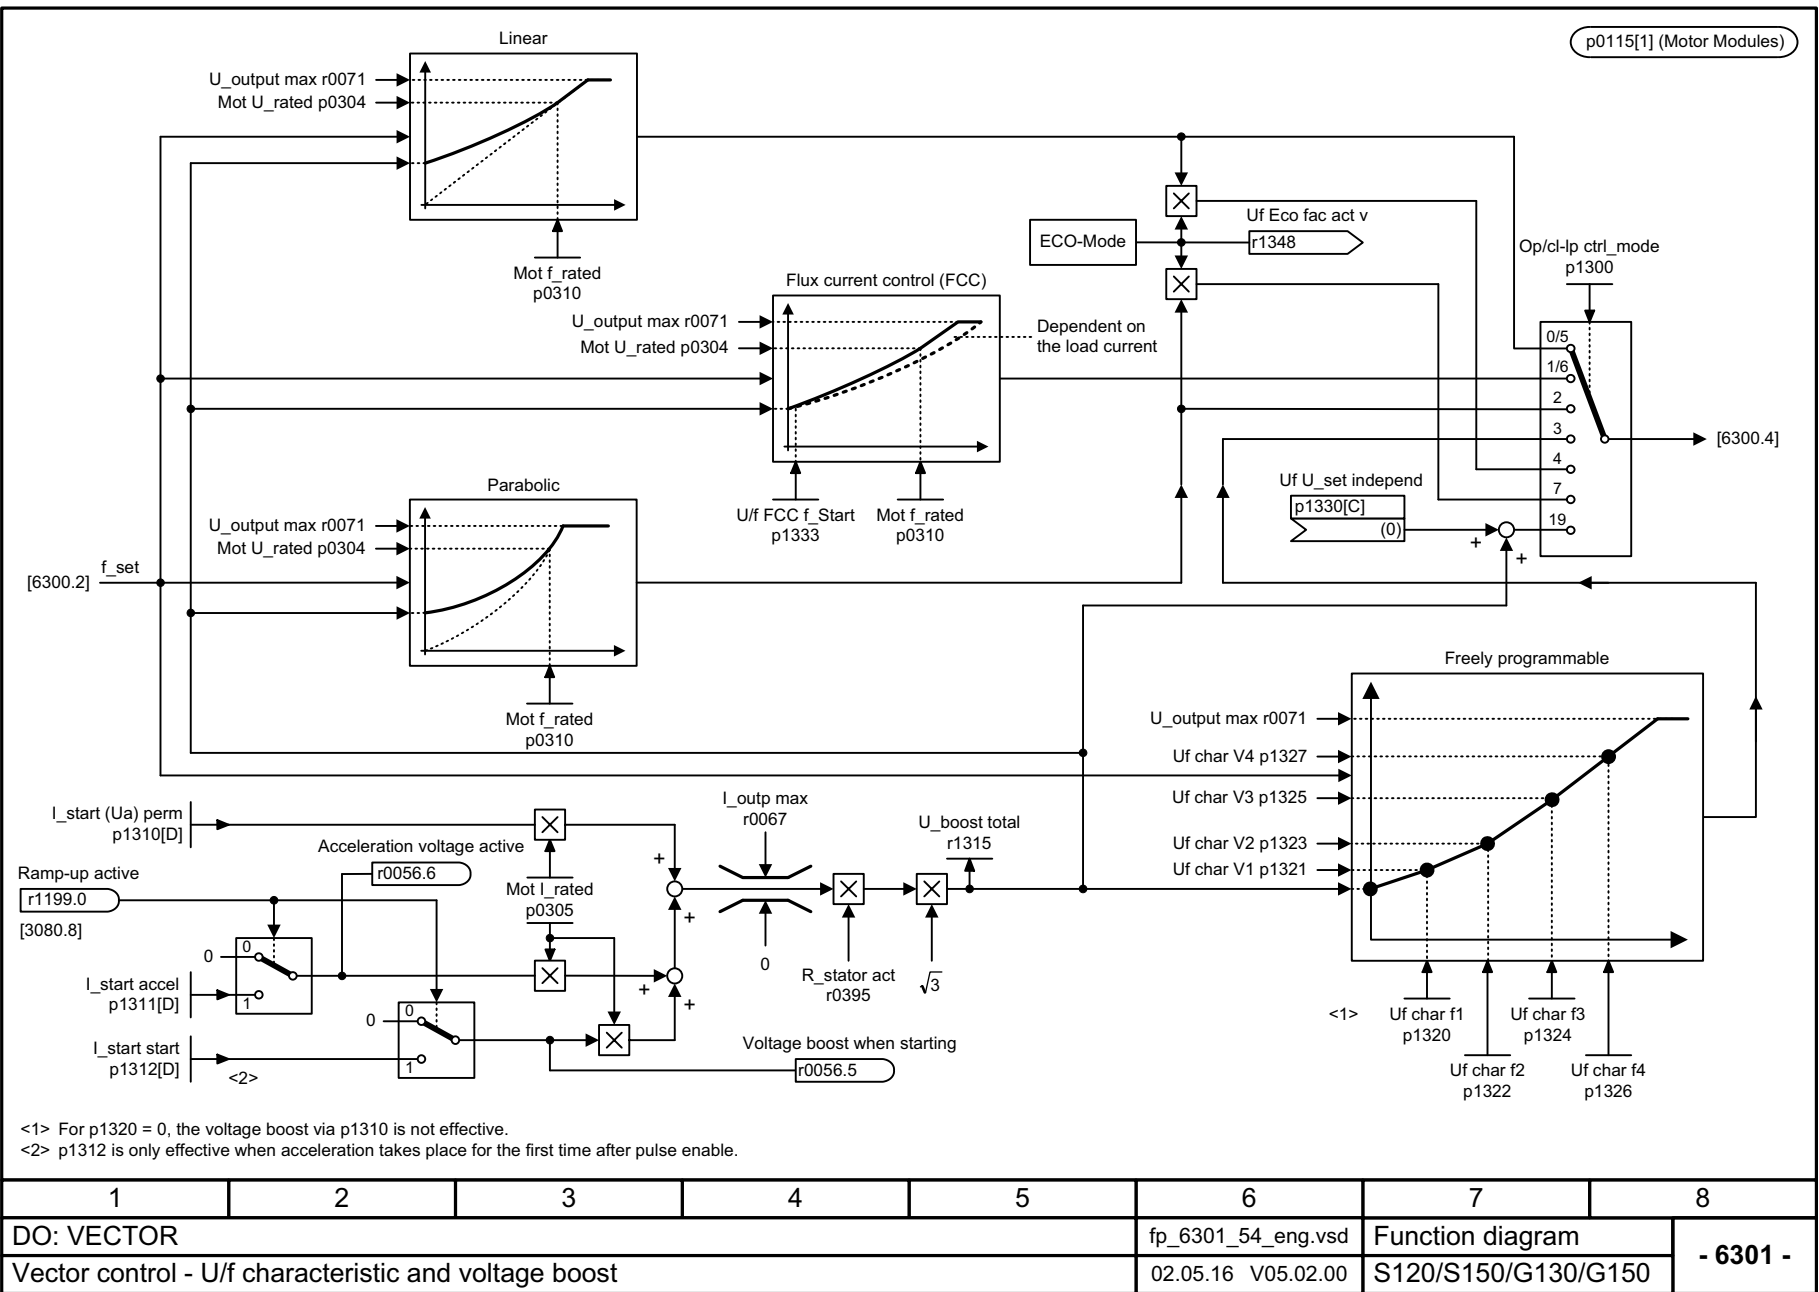 p0115[1] (Motor Modules)
Linear
U_output max r0071
Mot U_rated p0304
Mot f_rated
p0310
ECO-Mode
Uf Eco fac act v
r1348
Op/cl-lp ctrl_mode
p1300
Flux current control (FCC)
U_output max r0071
Mot U_rated p0304
Dependent on
the load current
U/f FCC f_Start
p1333
Mot f_rated
p0310
0/5
1/6
2
3
4
7
19
[6300.4]
Uf U_set independ
p1330[C]
(0)
+
+
Parabolic
U_output max r0071
Mot U_rated p0304
[6300.2]
f_set
Mot f_rated
p0310
Freely programmable
U_output max r0071
Uf char V4 p1327
Uf char V3 p1325
Uf char V2 p1323
Uf char V1 p1321
<1>
Uf char f1
p1320
Uf char f3
p1324
Uf char f2
p1322
Uf char f4
p1326
I_start (Ua) perm
p1310[D]
Acceleration voltage active
r0056.6
Ramp-up active
r1199.0
[3080.8]
Mot I_rated
p0305
I_outp max
r0067
0
U_boost total
r1315
R_stator act
r0395
√3
+
+
+
+
0
0
1
I_start accel
p1311[D]
0
0
1
I_start start
p1312[D]
<2>
Voltage boost when starting
r0056.5
<1> For p1320 = 0, the voltage boost via p1310 is not effective.
<2> p1312 is only effective when acceleration takes place for the first time after pulse enable.
1 2 3 4 5 6 7 8
DO: VECTOR
fp_6301_54_eng.vsd
Function diagram
- 6301 -
Vector control - U/f characteristic and voltage boost
02.05.16 V05.02.00
S120/S150/G130/G150